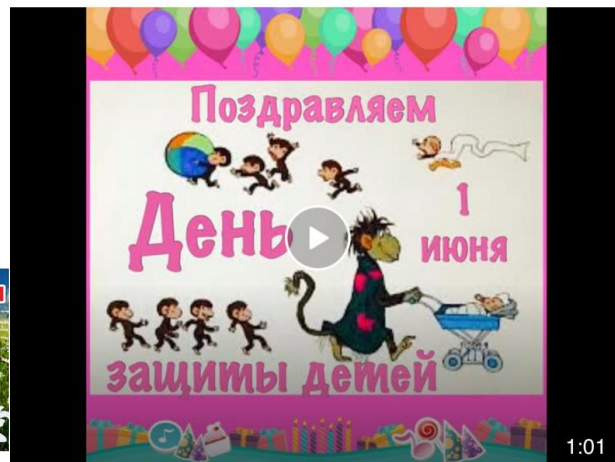 Поздравляем
День
1
июня
защиты детей
1:01